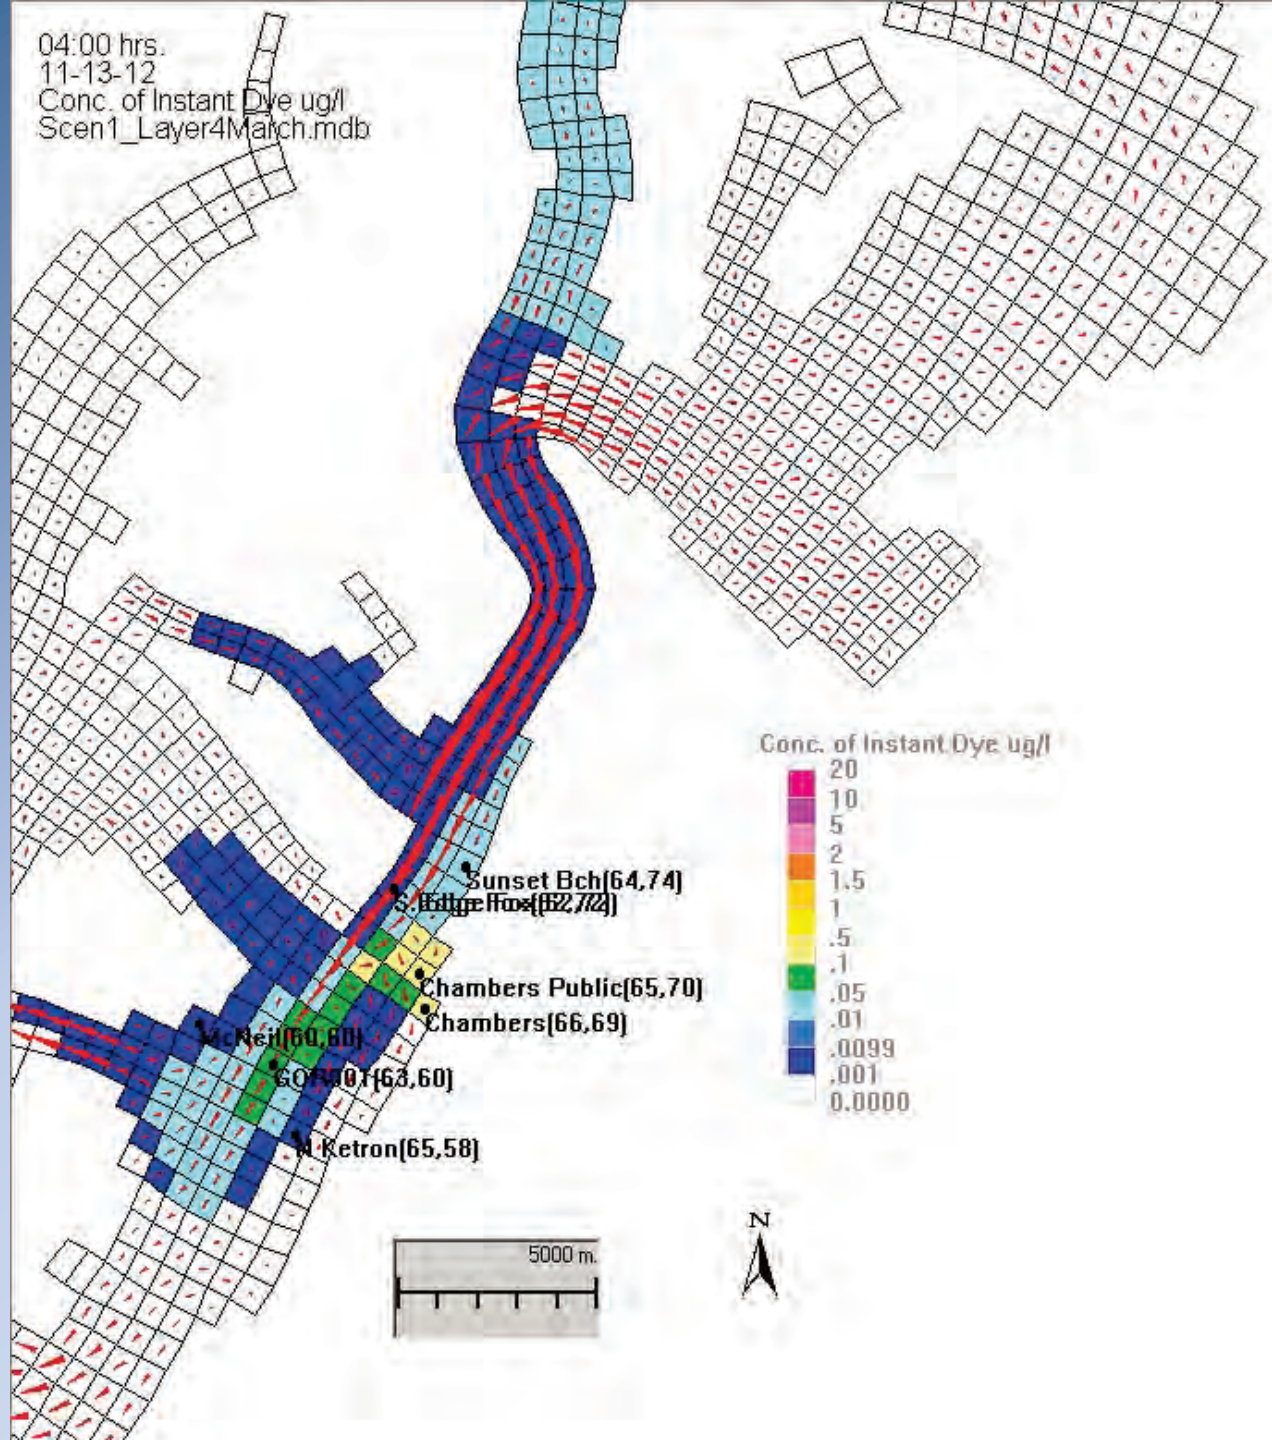 04:00 hrs.
11-13-12
Conc. of Instant Dye ug/l
Scen1_Layer4March.mdb
Conc. of Instant Dye ug/l
20
10
5
2
1.5
1
.5
.1
.05
.01
.0099
.001
0.0000
Sunset Bch(64,74)
Chambers Public(65,70)
Chambers(66,69)
McNeil(60,60)
(63,60)
N Ketron(65,58)
5000 m.
N